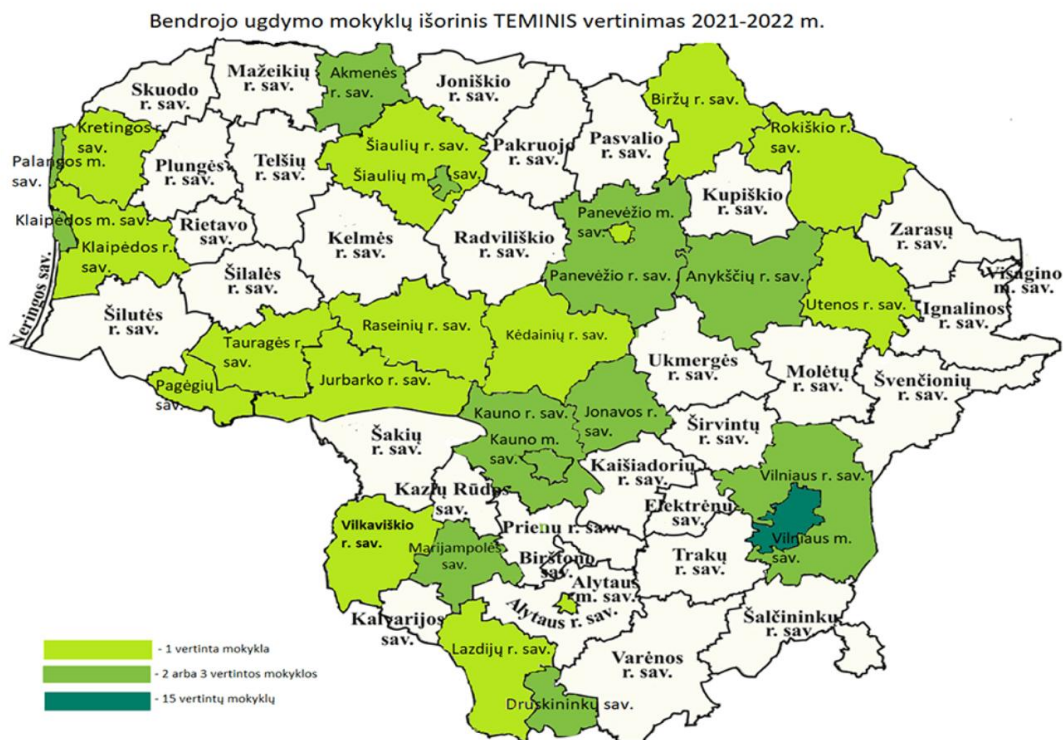 Bendrojo ugdymo mokyklų išorinis TEMINIS vertinimas 2021-2022 m.
Skuodo
r. sav.
Mažeikių
r. sav.
Akmenės
r. sav.
Joniškio
r. sav.
Biržų r. sav.
Rokiškio r.
sav.
Kretingos r.
sav.
Palangos m.
sav.
Plungės
r. sav.
Telšių
r. sav.
Šiaulių r. sav.
Šiaulių m. sav.
Pakruojo
r. sav.
Pasvalio
r. sav.
Kupiškio
r. sav.
Klaipėdos m. sav.
Klaipėdos r.
sav.
Rietavo
sav.
Kelmės
r. sav.
Radviliškio
r. sav.
Panevėžio m.
sav.
Panevėžio r. sav.
Anykščių r. sav.
Zarasų
r. sav.
Visagino
m. sav.
Utenos r. sav.
Ignalinos
r. sav.
Neringos sav.
Šilutės
r. sav.
Šilalės
r. sav.
Tauragės r.
sav.
Raseinių r. sav.
Kėdainių r. sav.
Ukmergės
r. sav.
Molėtų
r. sav.
Švenčionių
r. sav.
Pagėgių
sav.
Jurbarko r. sav.
Kauno r. sav.
Kauno m.
sav.
Jonavos r.
sav.
Širvintų
r. sav.
Šakių
r. sav.
Kazlų Rūdos
sav.
Kaišiadorių
r. sav.
Elektrėnų
sav.
Vilniaus r. sav.
Vilniaus m.
sav.
Vilkaviškio
r. sav.
Marijampolės
sav.
Prienų r. sav
Birštono
sav.
Trakų
r. sav.
Alytaus
m. sav.
Alytaus r. sav.
Kalvarijos
sav.
Šalčininkų
r. sav.
Lazdijų r. sav.
Varėnos
r. sav.
Druskininkų sav.
- 1 vertinta mokykla
- 2 arba 3 vertintos mokyklos
- 15 vertintų mokyklų